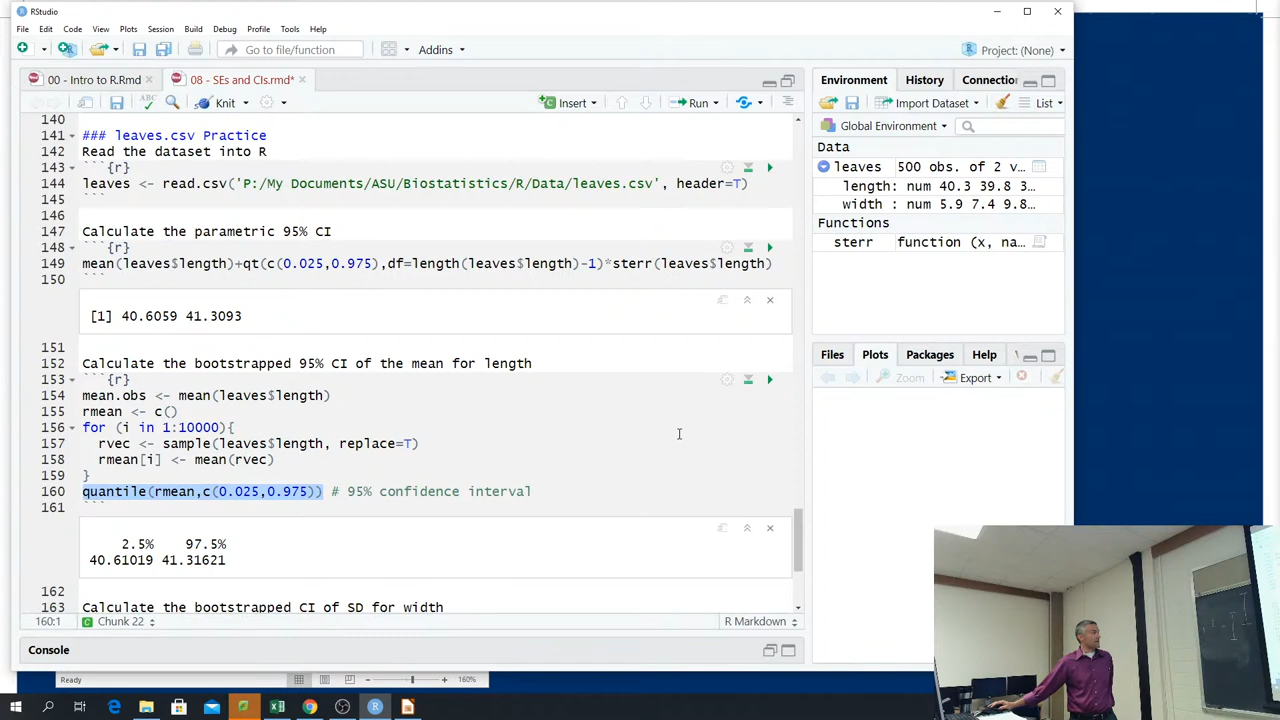 RStudio
File Edit Code View Plots Session Build Debug Profile Tools Help
Go to file/function Addins Project: (None)
00 - Intro to R.Rmd 08 - SEs and CIs.rmd*
ABC Knit Insert Run
140
141 ### leaves.csv Practice
142 Read the dataset into R
143 ```{r}
144 leaves <- read.csv('P:/My Documents/ASU/Biostatistics/R/Data/leaves.csv', header=T)
145 ```
146
147 Calculate the parametric 95% CI
148 ```{r}
149 mean(leaves$length)+qt(c(0.025,0.975),df=length(leaves$length)-1)*sterr(leaves$length)
150 ```
[1] 40.6059 41.3093
151
152 Calculate the bootstrapped 95% CI of the mean for length
153 ```{r}
154 mean.obs <- mean(leaves$length)
155 rmean <- c()
156 for (i in 1:10000){
157 rvec <- sample(leaves$length, replace=T)
158 rmean[i] <- mean(rvec)
159 }
160 quantile(rmean,c(0.025,0.975)) # 95% confidence interval
161 ```
2.5% 97.5%
40.61019 41.31621
162
163 Calculate the bootstrapped CI of SD for width
160:1 Chunk 22 R Markdown
Console
Environment History Connection
Import Dataset List
Global Environment
Data
leaves 500 obs. of 2 v…
length: num 40.3 39.8 3…
width : num 5.9 7.4 9.8…
Functions
sterr function (x, na…
Files Plots Packages Help
Zoom Export
Ready 160%